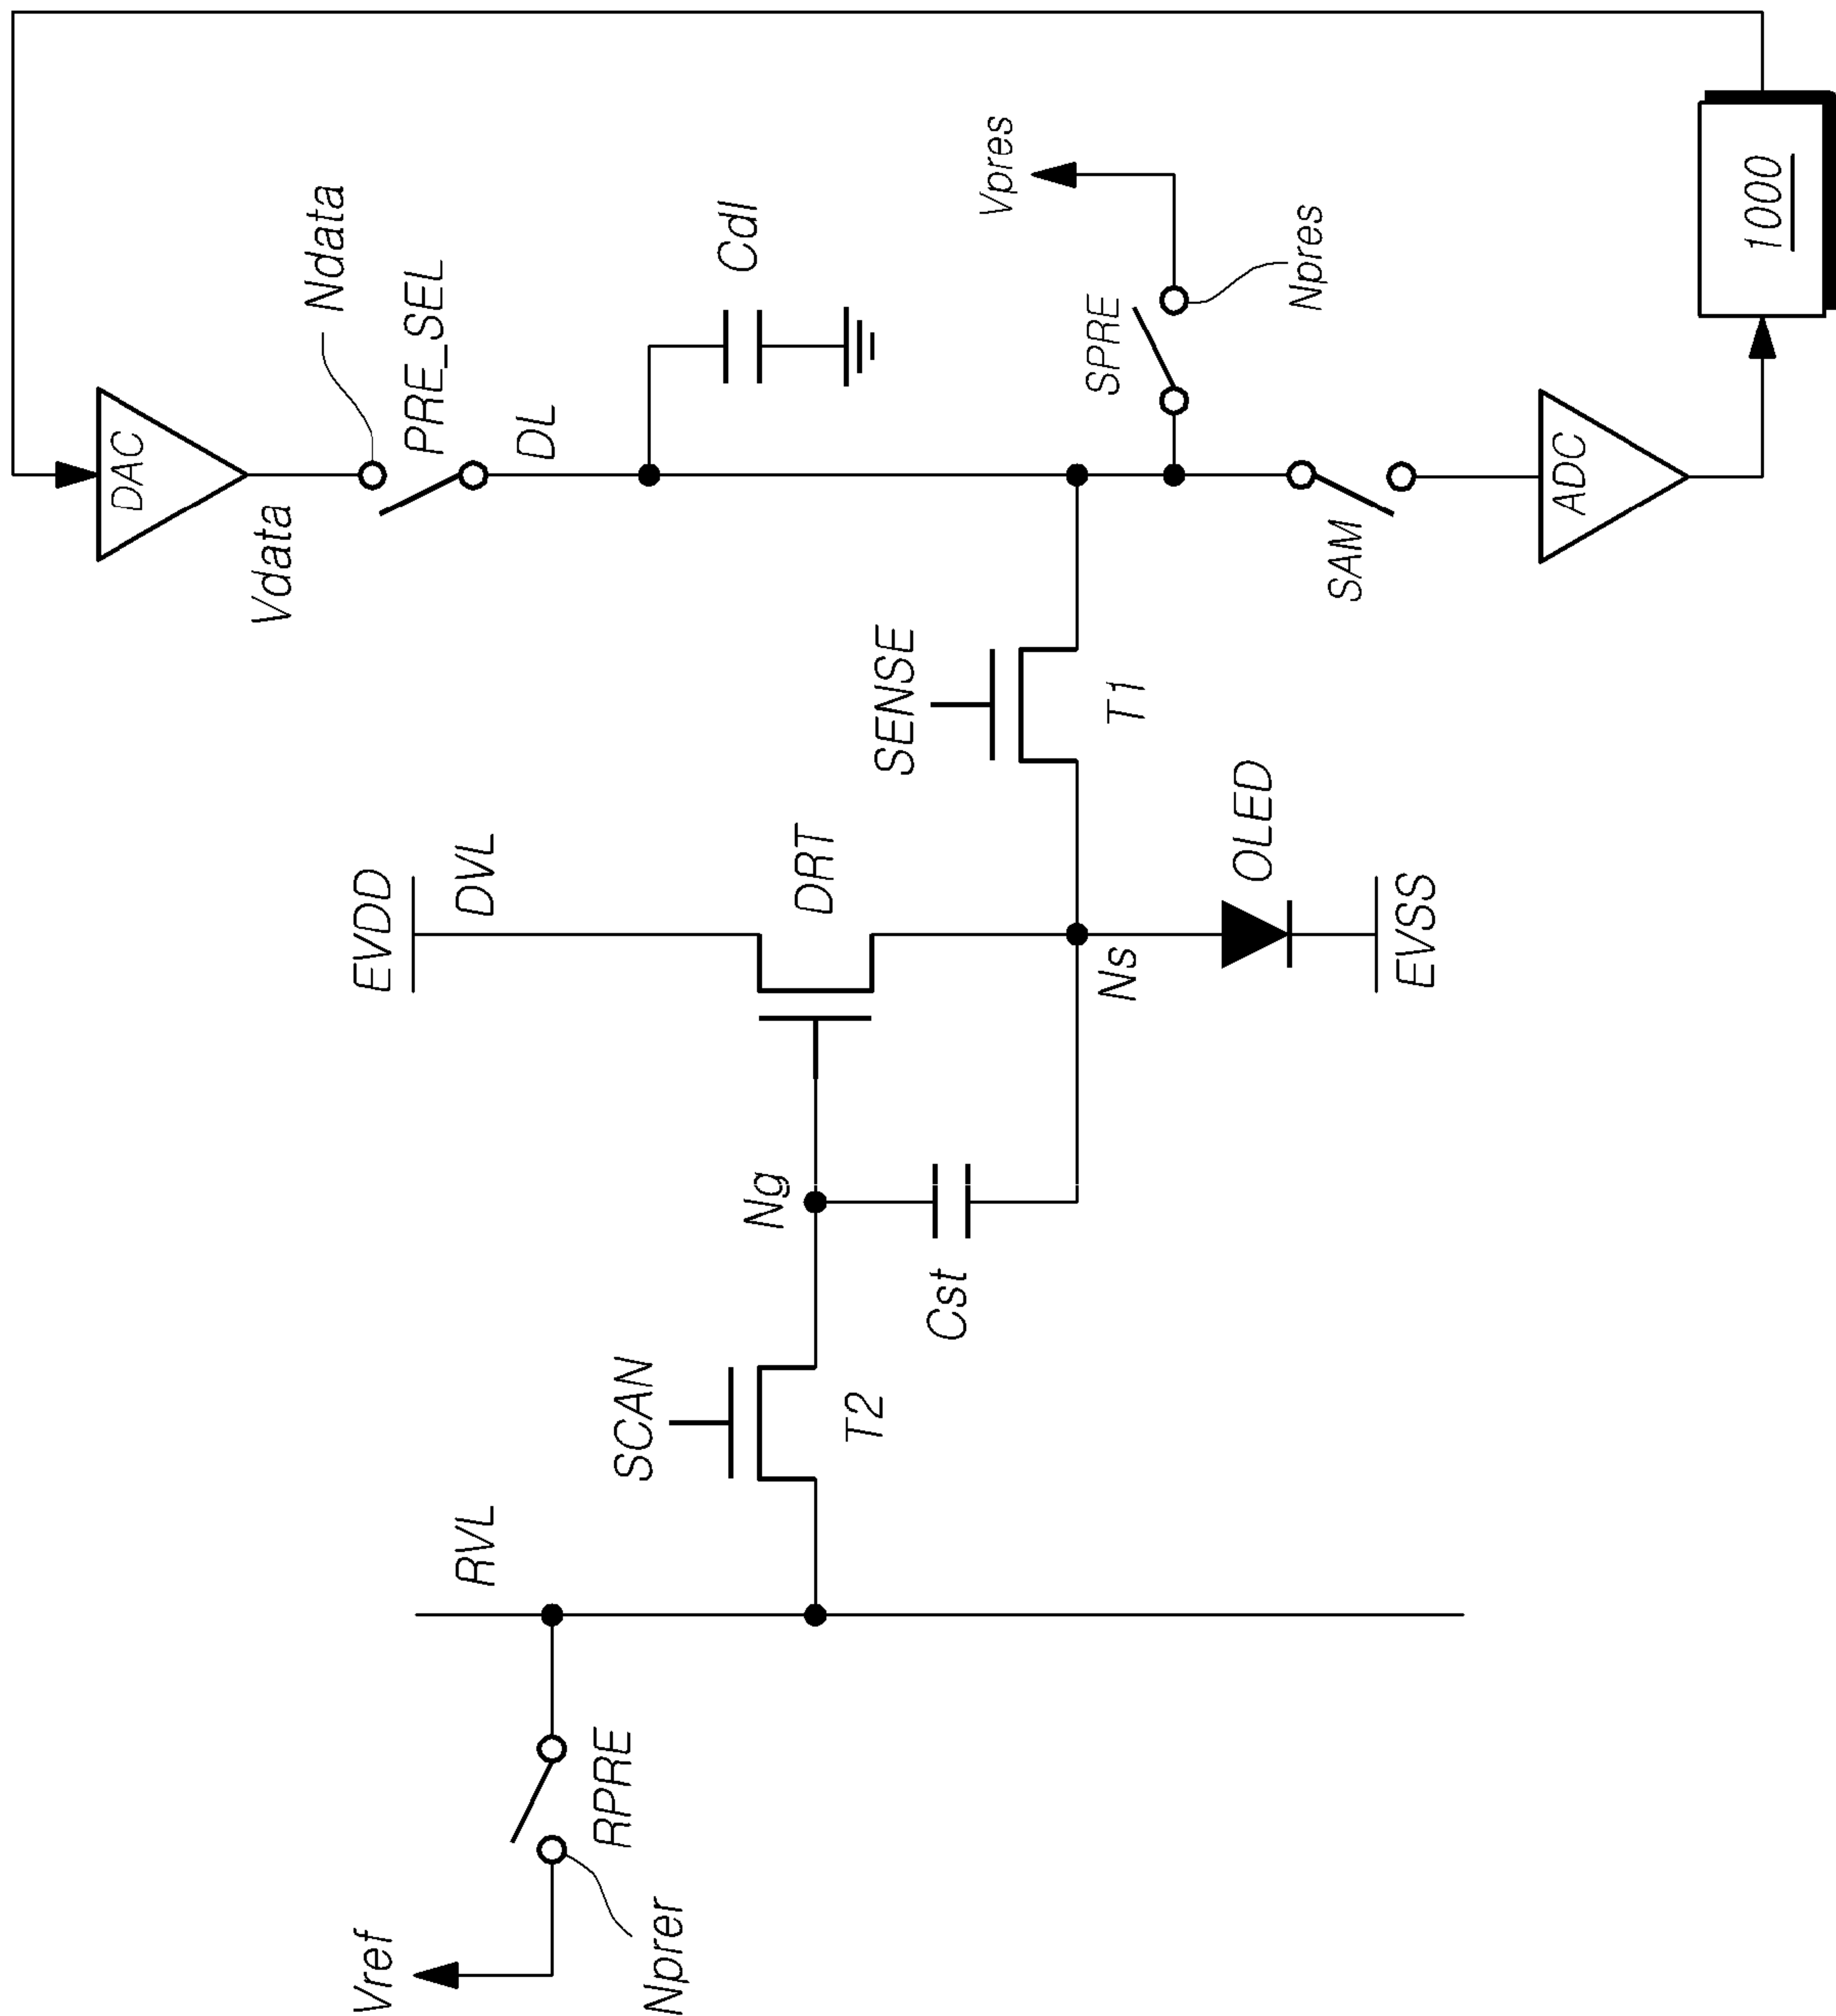 DAC
Vdata
Ndata
PRE_SEL
DL
Cdl
Vpres
SPRE
Npres
SAM
ADC
1000
SENSE
T1
EVDD
DVL
DRT
Ns
OLED
EVSS
Ng
Cst
SCAN
T2
RVL
RPRE
Vref
Nprer